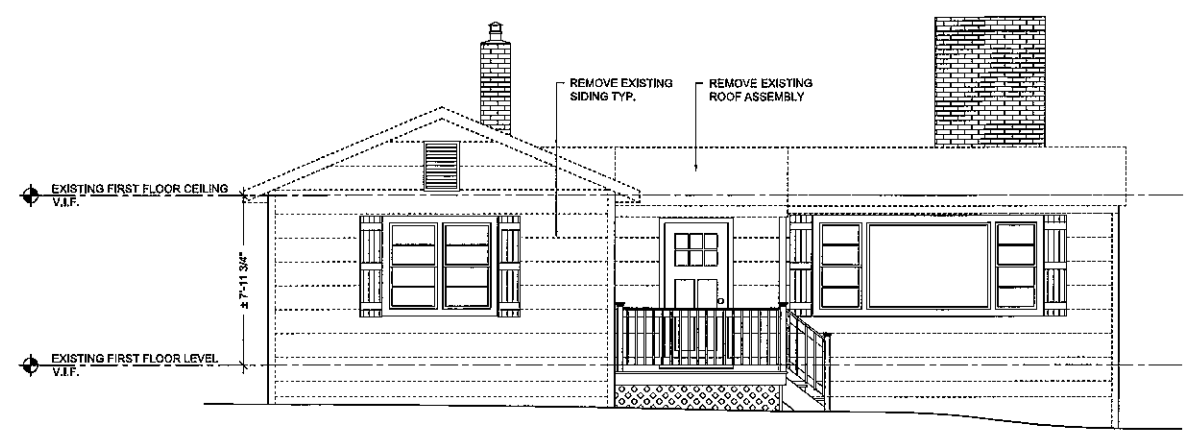 REMOVE EXISTING
SIDING TYP.
REMOVE EXISTING
ROOF ASSEMBLY
EXISTING FIRST FLOOR CEILING
V.I.F.
± 7'-11 3/4"
EXISTING FIRST FLOOR LEVEL
V.I.F.